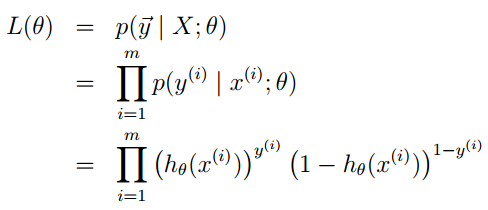 L(θ) = p(y⃗ | X; θ)
= ∏_{i=1}^{m} p(y^{(i)} | x^{(i)}; θ)
= ∏_{i=1}^{m} (h_θ(x^{(i)}))^{y^{(i)}} (1 − h_θ(x^{(i)}))^{1−y^{(i)}}